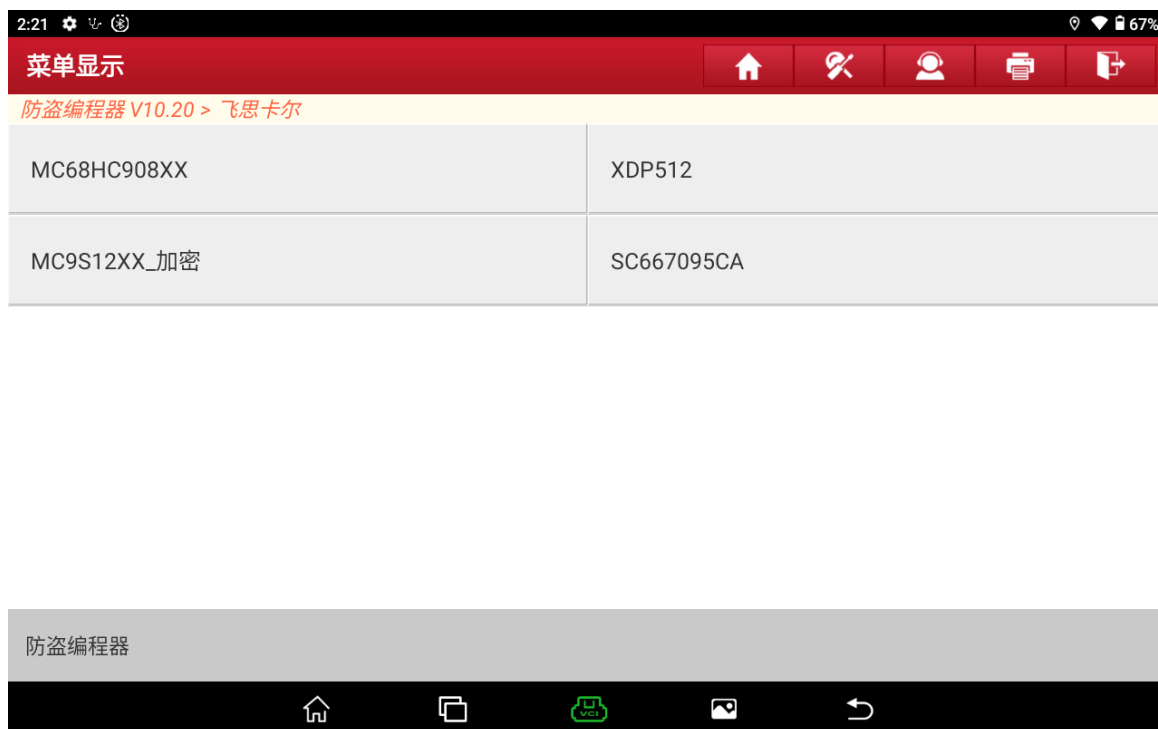 2:21
67%
菜单显示
防盗编程器 V10.20 > 飞思卡尔
MC68HC908XX
XDP512
MC9S12XX_加密
SC667095CA
防盗编程器
VCI